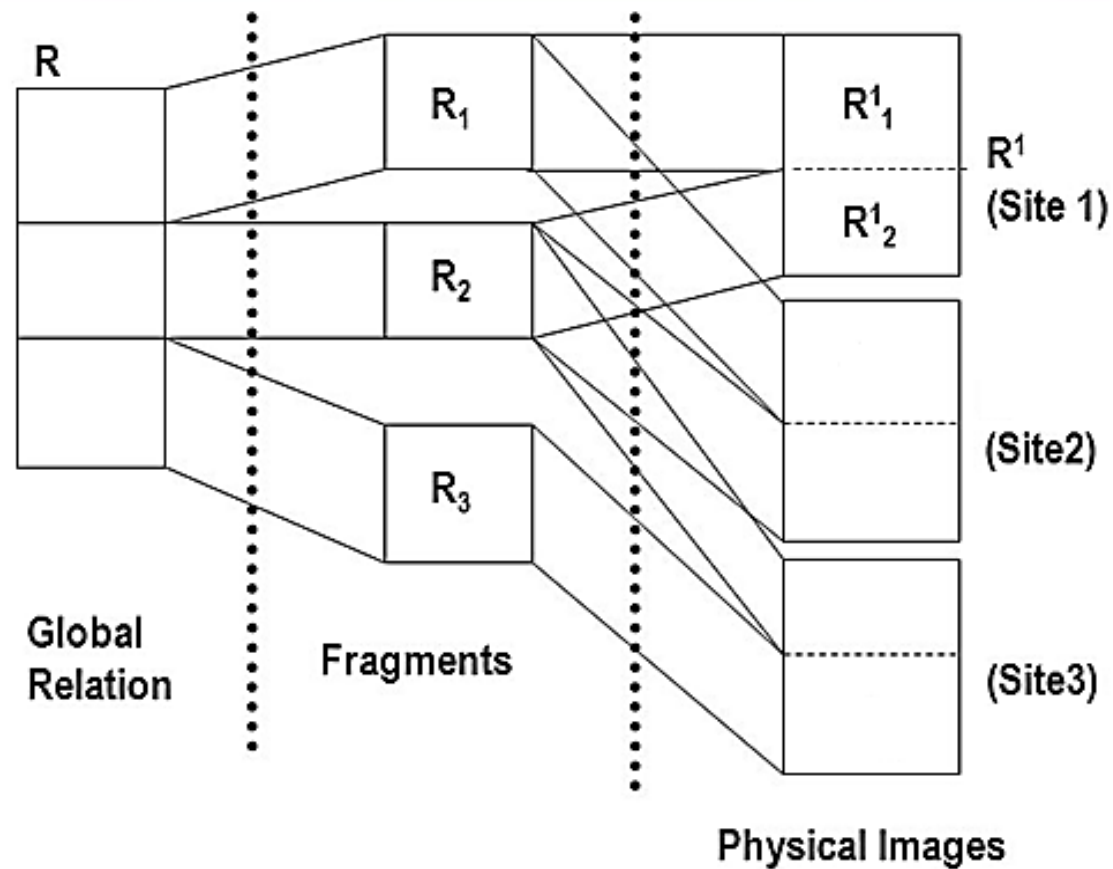 R
R₁
R¹₁
R¹
(Site 1)
R¹₂
R₂
(Site2)
R₃
Global
Relation
Fragments
(Site3)
Physical Images